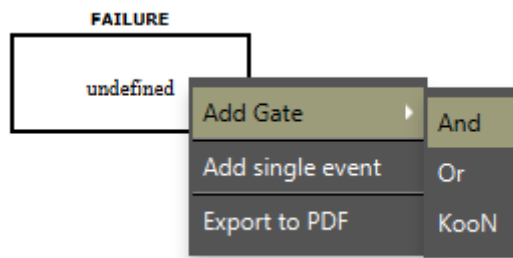 FAILURE
undefined
Add Gate
And
Add single event
Or
Export to PDF
KooN